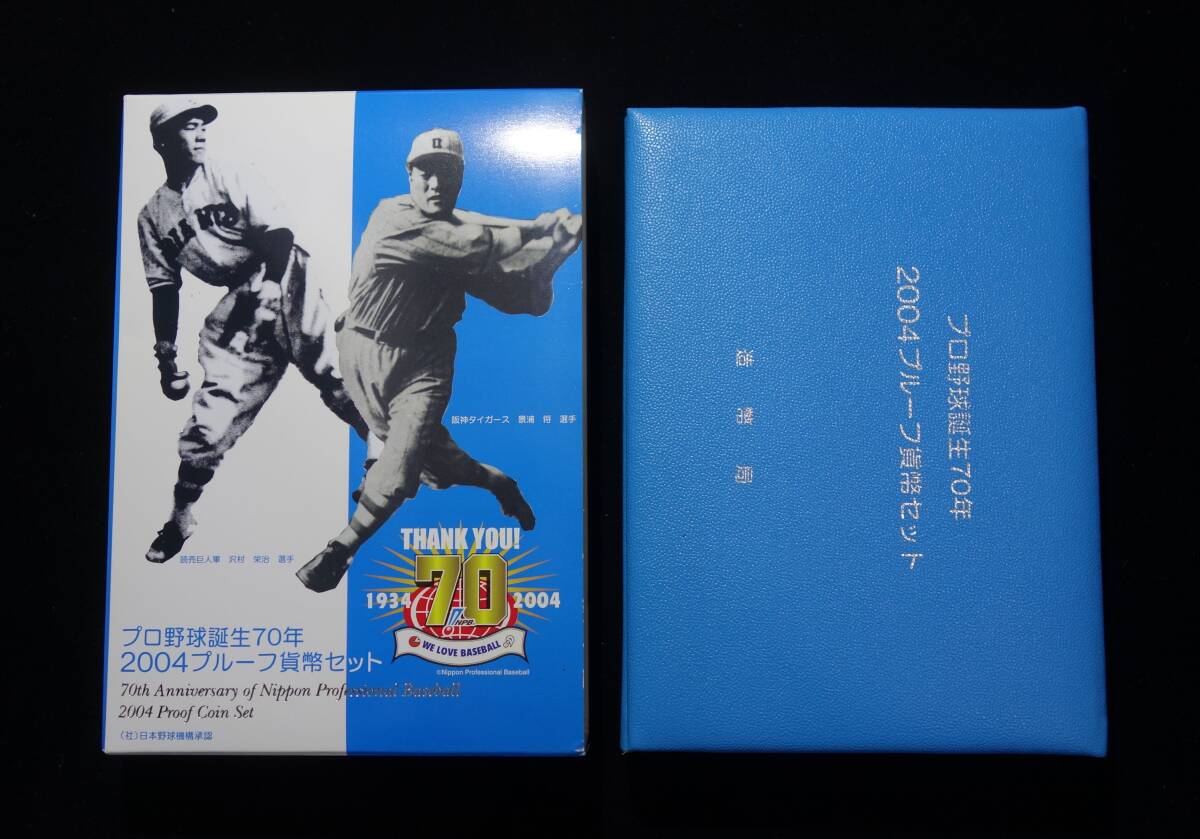 阪神タイガース 景浦 将 選手
読売巨人軍 沢村 栄治 選手
THANK YOU!
70
1934
2004
NPB
WE LOVE BASEBALL
©Nippon Professional Baseball
プロ野球誕生70年
2004プルーフ貨幣セット
70th Anniversary of Nippon Professional Baseball
2004 Proof Coin Set
(社)日本野球機構承認
プロ野球誕生70年
2004プルーフ貨幣セット
造幣局